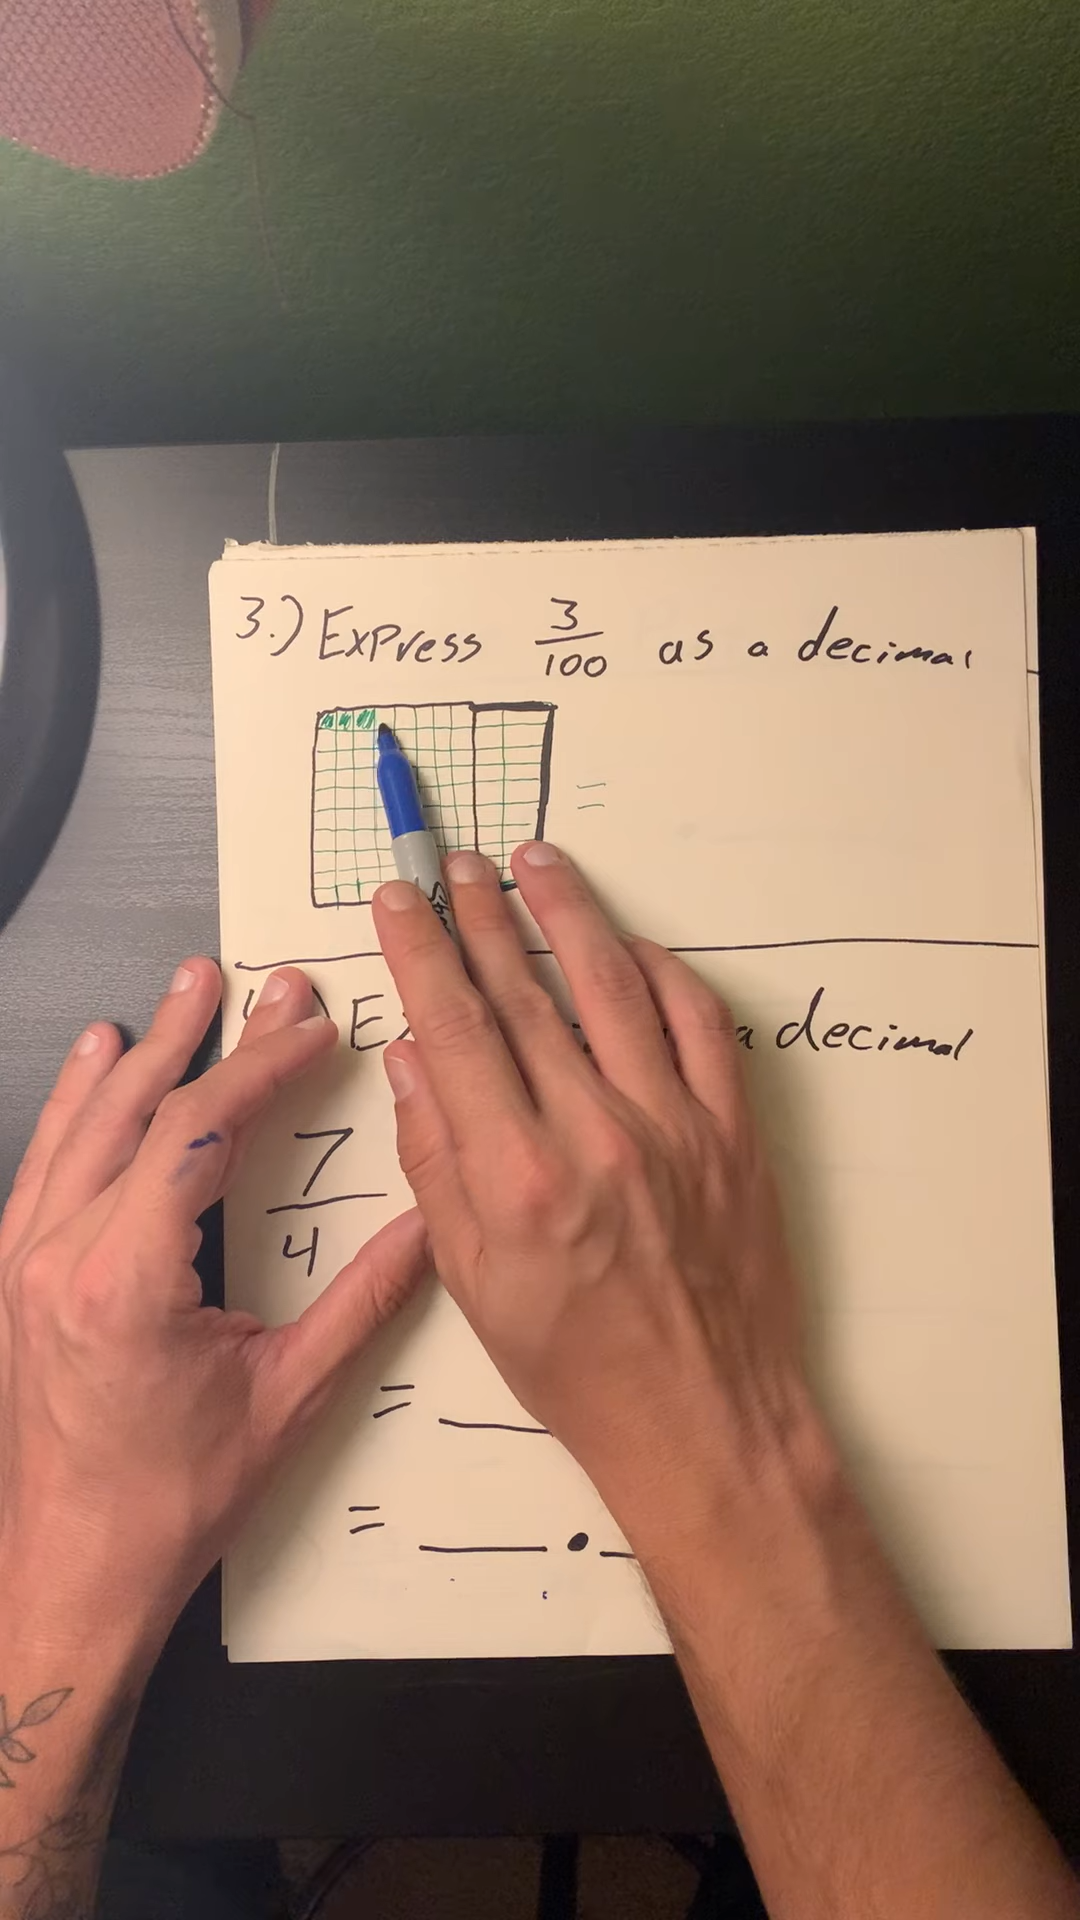 3.) Express 3/100 as a decimal
=
a decimal
7/4
=
= .